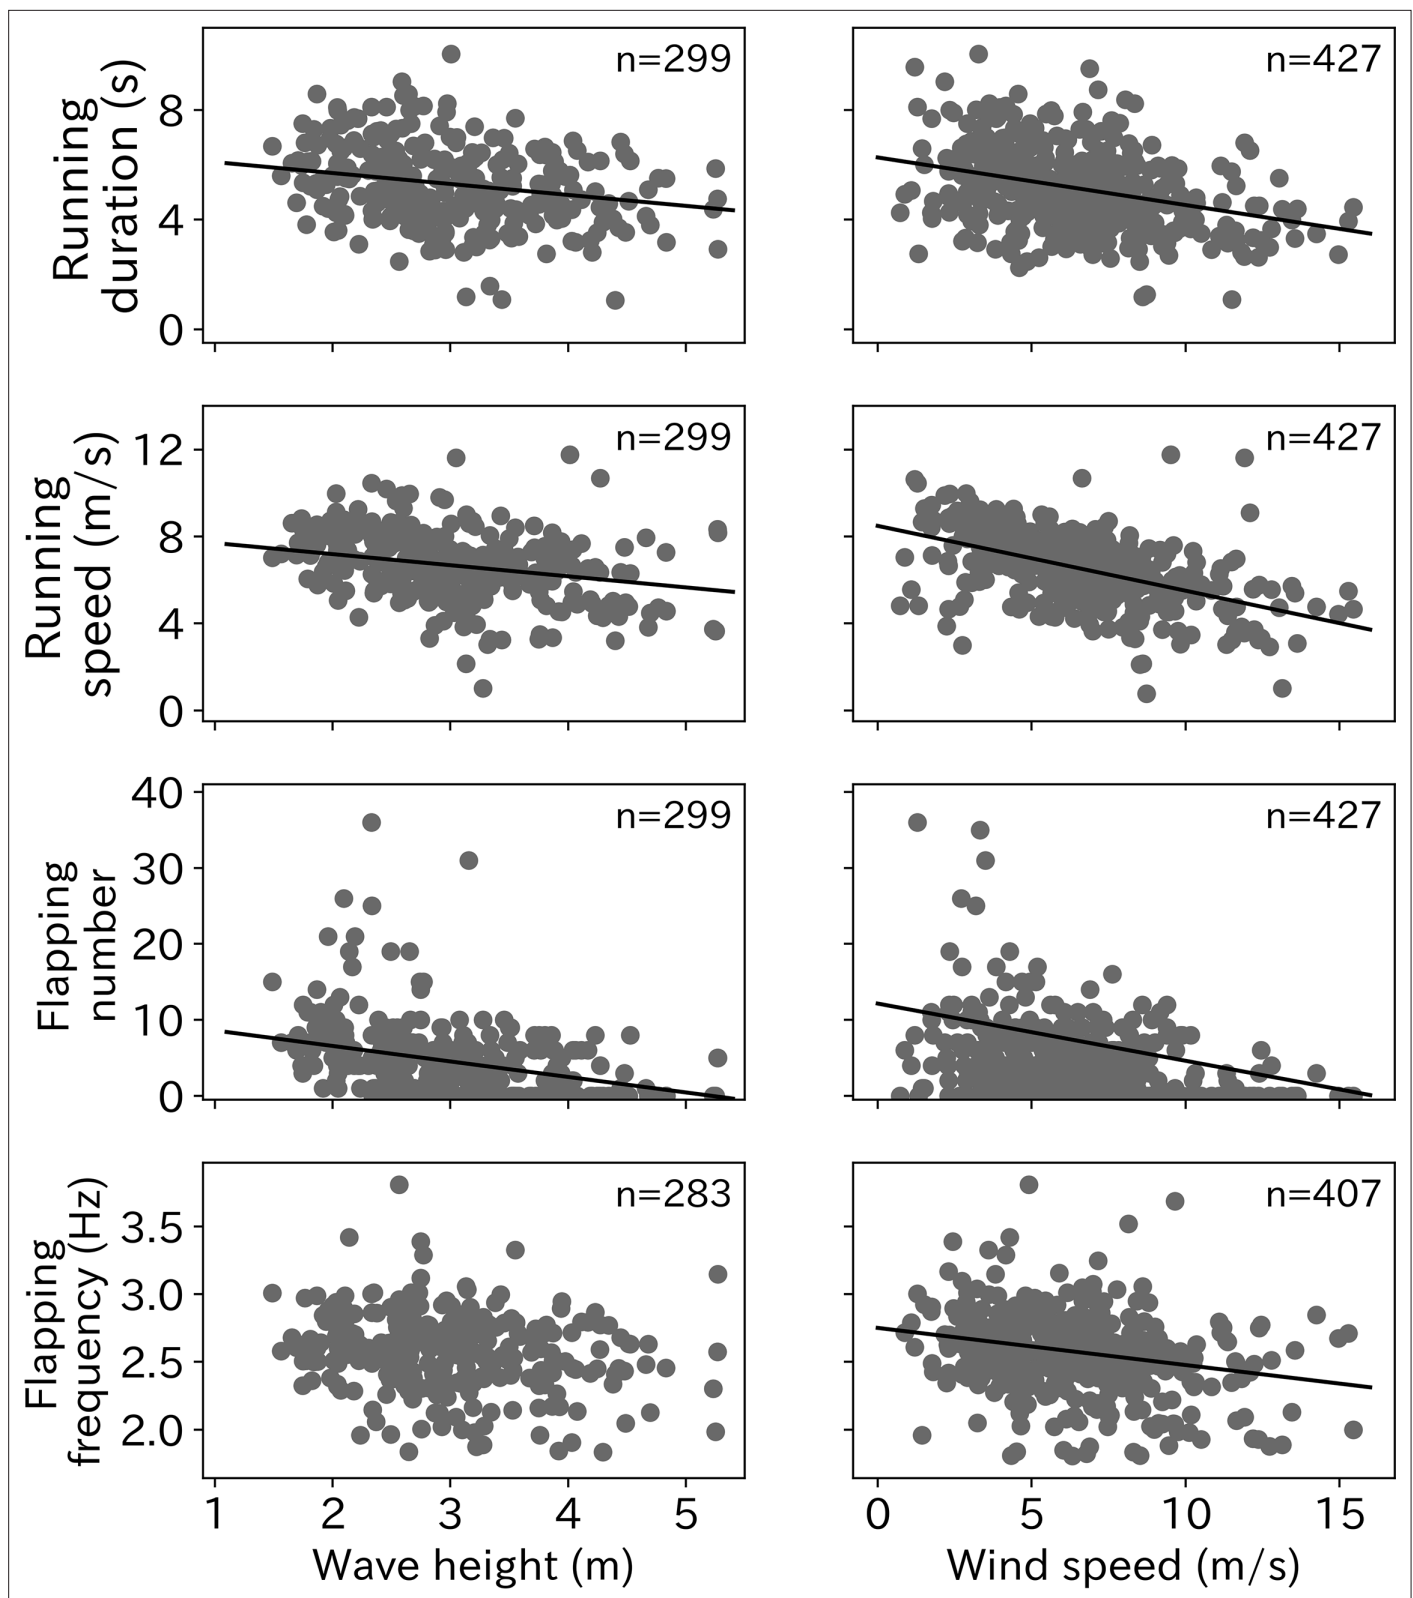 Running
duration (s)
8
4
0
n=299
n=427
Running
speed (m/s)
12
8
4
0
n=299
n=427
Flapping
number
40
30
20
10
0
n=299
n=427
Flapping
frequency (Hz)
3.5
3.0
2.5
2.0
n=283
n=407
1 2 3 4 5
0 5 10 15
Wave height (m)
Wind speed (m/s)